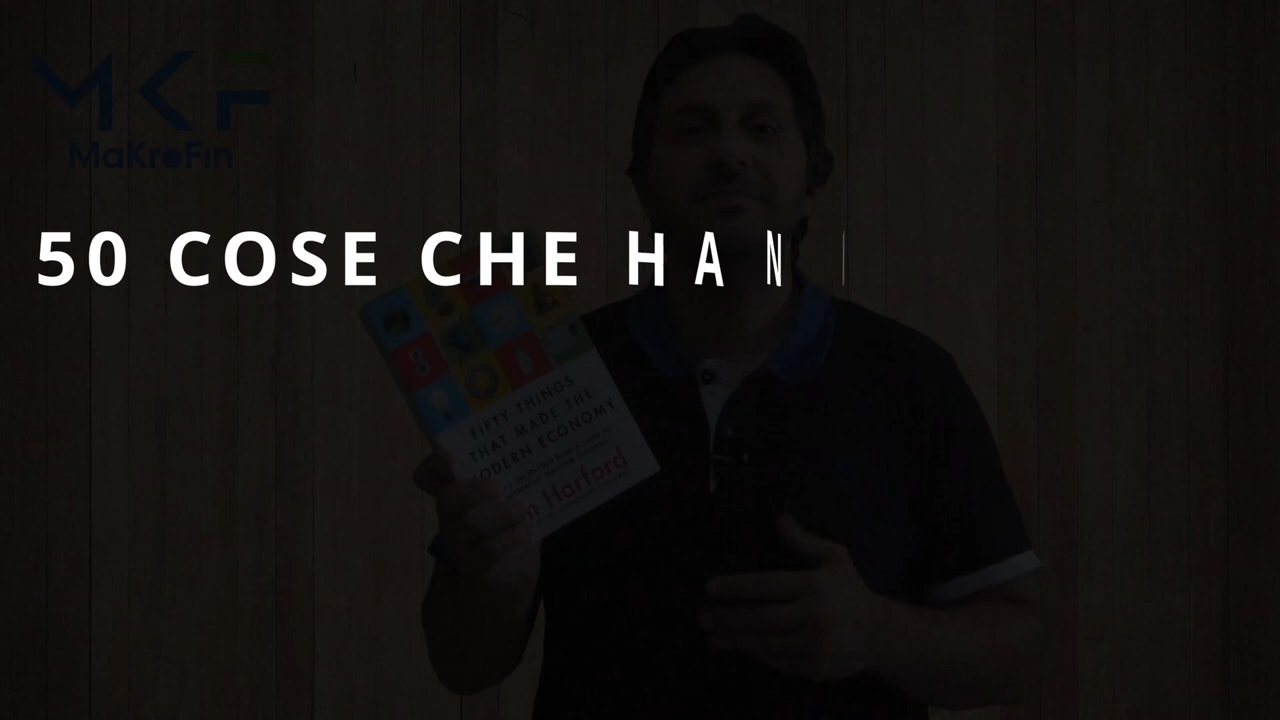 MKF
MaKroFin
50 COSE CHE HAN
FIFTY THINGS
THAT MADE THE
MODERN ECONOMY
Harford